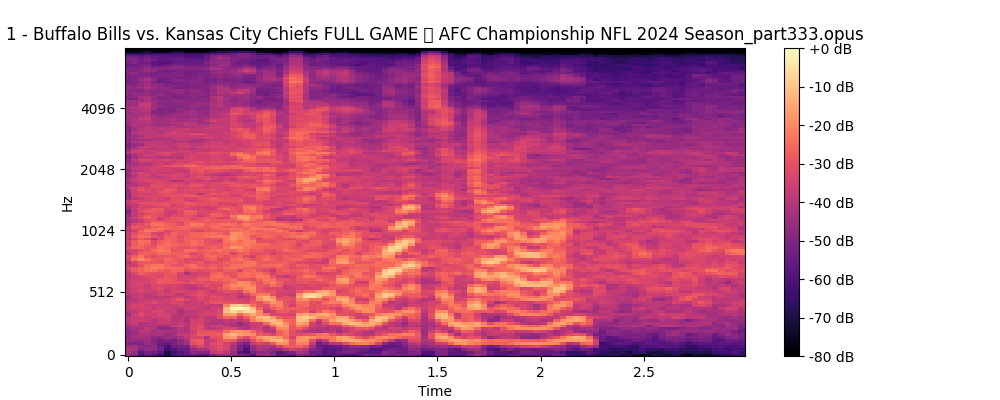 1 - Buffalo Bills vs. Kansas City Chiefs FULL GAME ▯ AFC Championship NFL 2024 Season_part333.opus
+0 dB
4096
-10 dB
-20 dB
2048
-30 dB
Hz
1024
-40 dB
-50 dB
512
-60 dB
-70 dB
0
-80 dB
0 0.5 1 1.5 2 2.5
Time